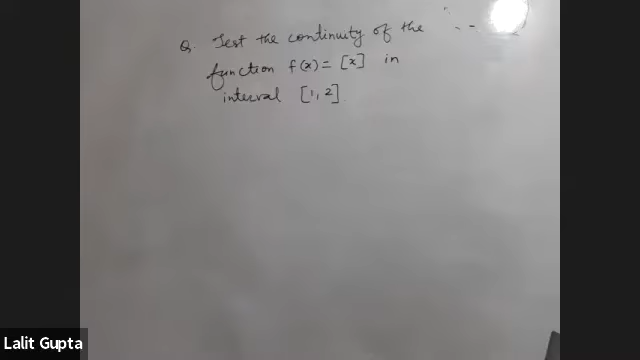 Q. Test the continuity of the
function f(x) = [x] in
interval [1, 2].
Lalit Gupta